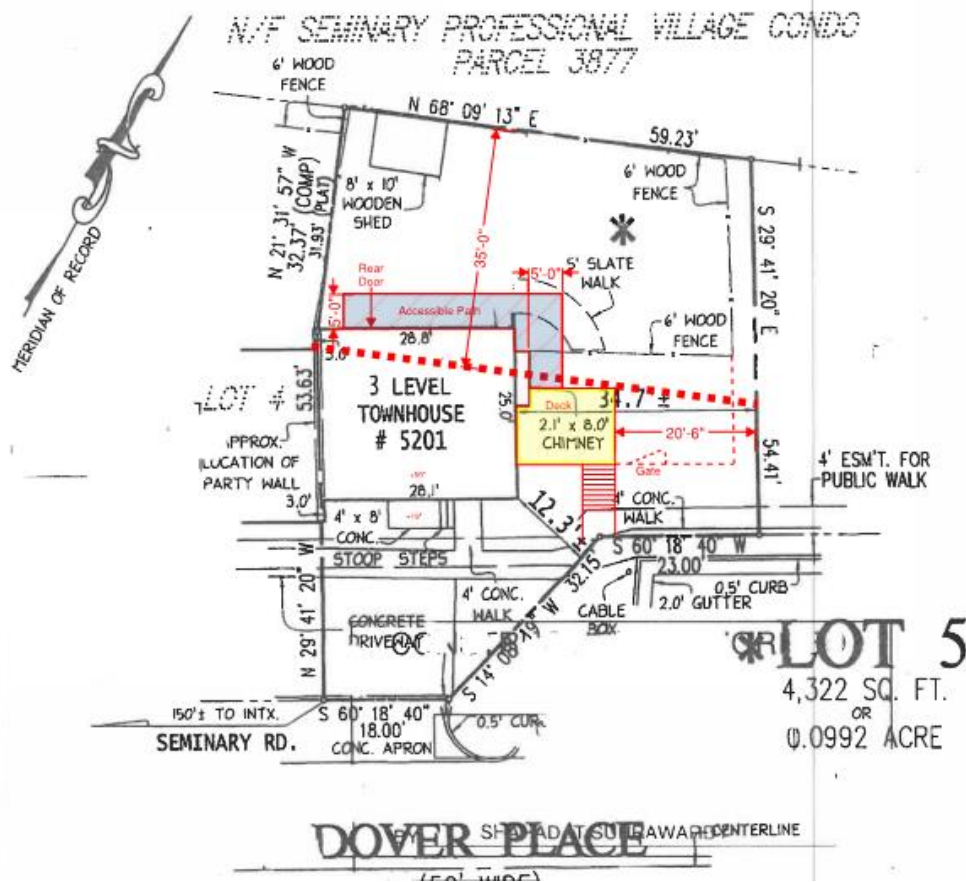 N/F SEMINARY PROFESSIONAL VILLAGE CONDO
PARCEL 3877
6' WOOD
FENCE
N 68° 09' 13" E
59.23'
6' WOOD
FENCE
N 21° 31' 57" W
32.37' (COMP)
31.93' (PLAT)
8' x 10'
WOODEN
SHED
35'-0"
S 29° 41' 20" E
MERIDIAN OF RECORD
5' SLATE
WALK
5'-0"
Rear
Door
5'-0"
Accessible Path
28.8'
3.0'
6' WOOD
FENCE
LOT 4
53.63'
3 LEVEL
TOWNHOUSE
# 5201
25.0'
Deck
34.7 ±
2.1' x 8.0'
CHIMNEY
20'-6"
Gate
54.41'
PPROX.
LOCATION OF
PARTY WALL
4' ESM'T. FOR
PUBLIC WALK
3.0'
28.1'
4' x 8'
CONC.
STOOP
STEPS
12.3'
4' CONC.
WALK
S 60° 18' 40" W
23.00'
0.5' CURB
2.0' GUTTER
N 29° 41' 20" W
4' CONC.
WALK
32.15'
CABLE
BOX
CONCRETE
RIVEWAY
S 14° 08' 19" W
LOT 5
4,322 SQ. FT.
OR
0.0992 ACRE
150'± TO INTX.
SEMINARY RD.
S 60° 18' 40"
18.00'
CONC. APRON
0.5' CUR
DOVER PLACE
CENTERLINE
(50' WIDE)